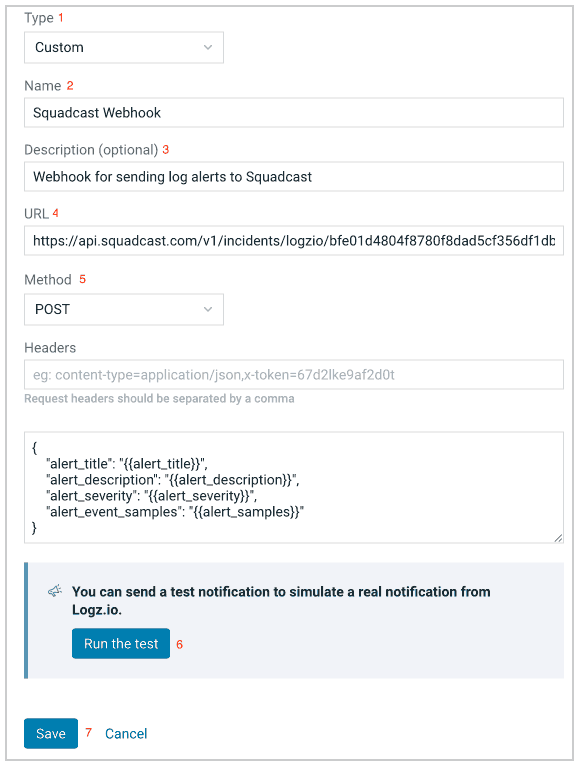 Type 1
Custom
Name 2
Squadcast Webhook
Description (optional) 3
Webhook for sending log alerts to Squadcast
URL 4
https://api.squadcast.com/v1/incidents/logzio/bfe01d4804f8780f8dad5cf356df1db
Method 5
POST
Headers
eg: content-type=application/json,x-token=67d2lke9af2d0t
Request headers should be separated by a comma
{
"alert_title": "{{alert_title}}",
"alert_description": "{{alert_description}}",
"alert_severity": "{{alert_severity}}",
"alert_event_samples": "{{alert_samples}}"
}
You can send a test notification to simulate a real notification from
Logz.io.
Run the test 6
Save 7 Cancel